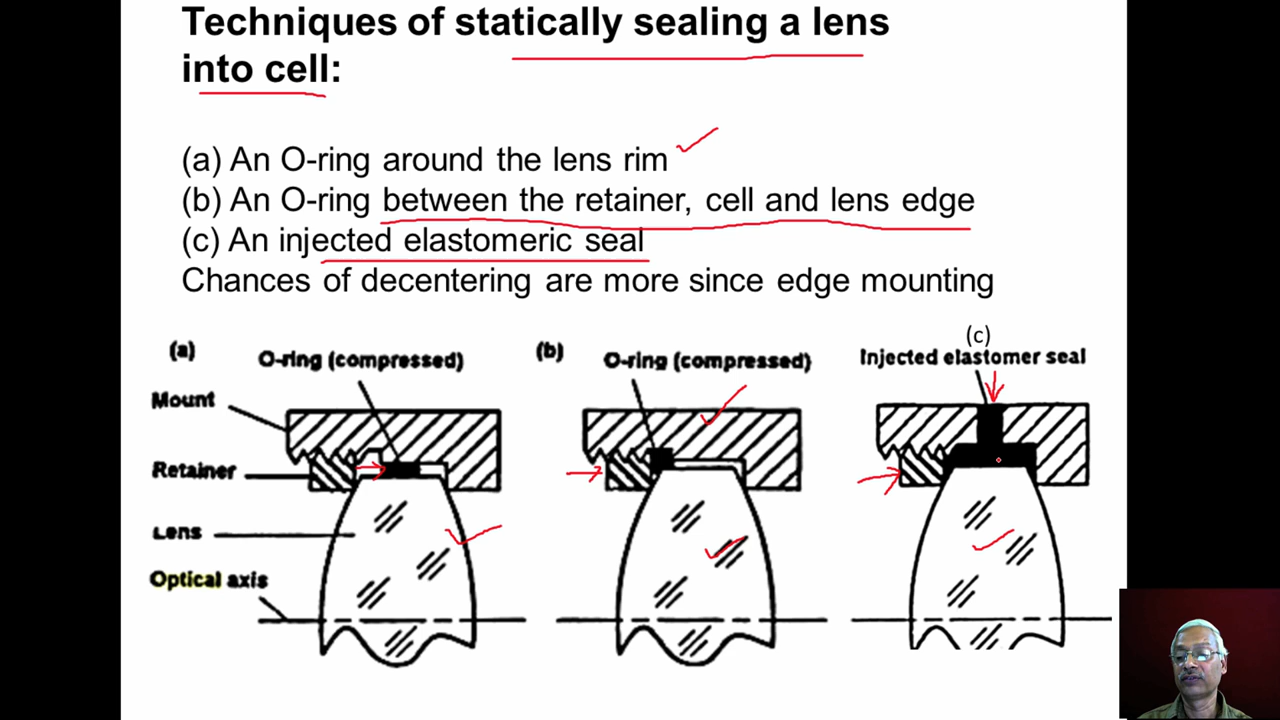 Techniques of statically sealing a lens
into cell:
(a) An O-ring around the lens rim
(b) An O-ring between the retainer, cell and lens edge
(c) An injected elastomeric seal
Chances of decentering are more since edge mounting
(a)
O-ring (compressed)
Mount
Retainer
Lens
Optical axis
(b)
O-ring (compressed)
(c)
Injected elastomer seal